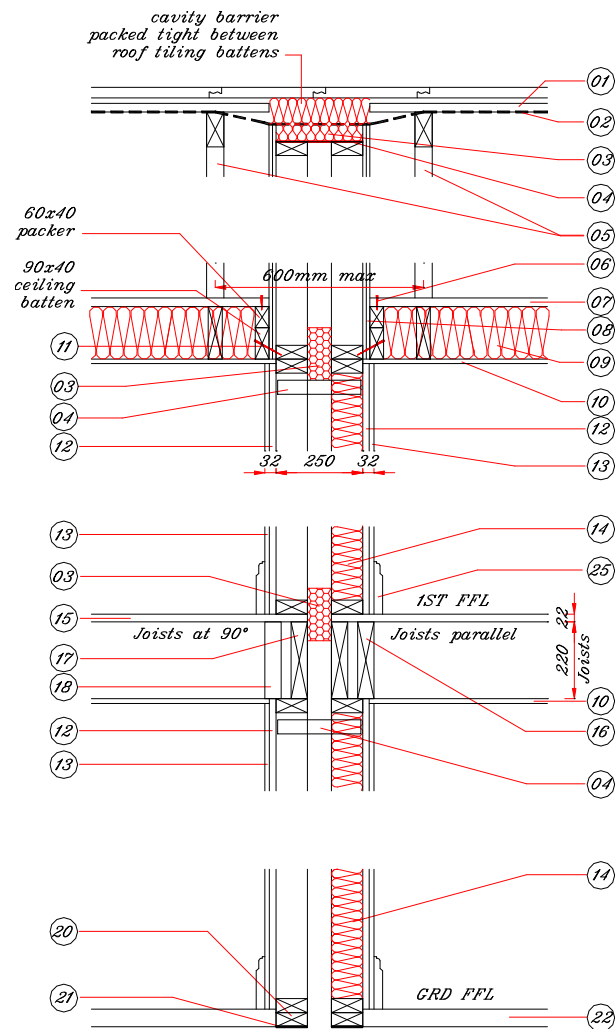 cavity barrier
packed tight between
roof tiling battens
01
02
03
04
05
60x40
packer
06
600mm max
90x40
ceiling
batten
07
08
11
09
03
10
04
12
12
13
32 250 32
13
14
03
25
1ST FFL
15
22
Joists at 90°
Joists parallel
17
220
Joists
18
10
12
16
13
04
14
20
21
GRD FFL
22